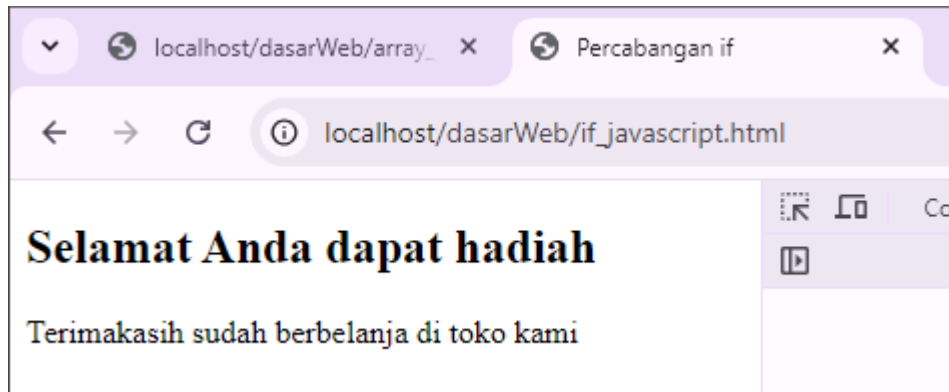 localhost/dasarWeb/array_
Percabangan if
localhost/dasarWeb/if_javascript.html
Co
Selamat Anda dapat hadiah
Terimakasih sudah berbelanja di toko kami